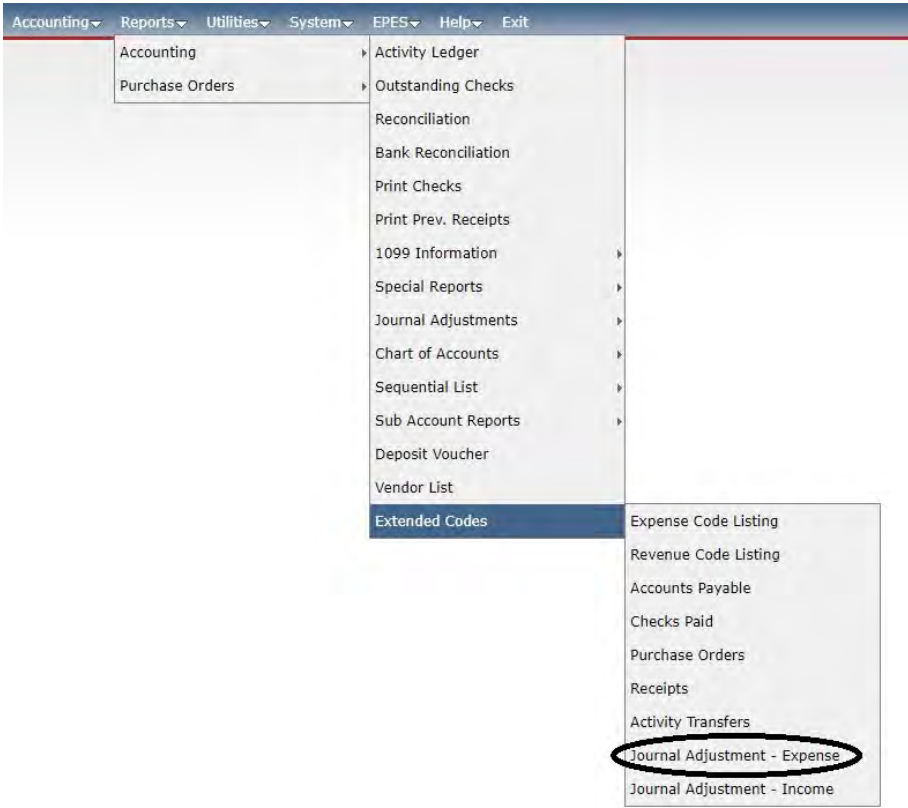 Accounting Reports Utilities System EPES Help Exit
Accounting
Purchase Orders
Activity Ledger
Outstanding Checks
Reconciliation
Bank Reconciliation
Print Checks
Print Prev. Receipts
1099 Information
Special Reports
Journal Adjustments
Chart of Accounts
Sequential List
Sub Account Reports
Deposit Voucher
Vendor List
Extended Codes
Expense Code Listing
Revenue Code Listing
Accounts Payable
Checks Paid
Purchase Orders
Receipts
Activity Transfers
Journal Adjustment - Expense
Journal Adjustment - Income